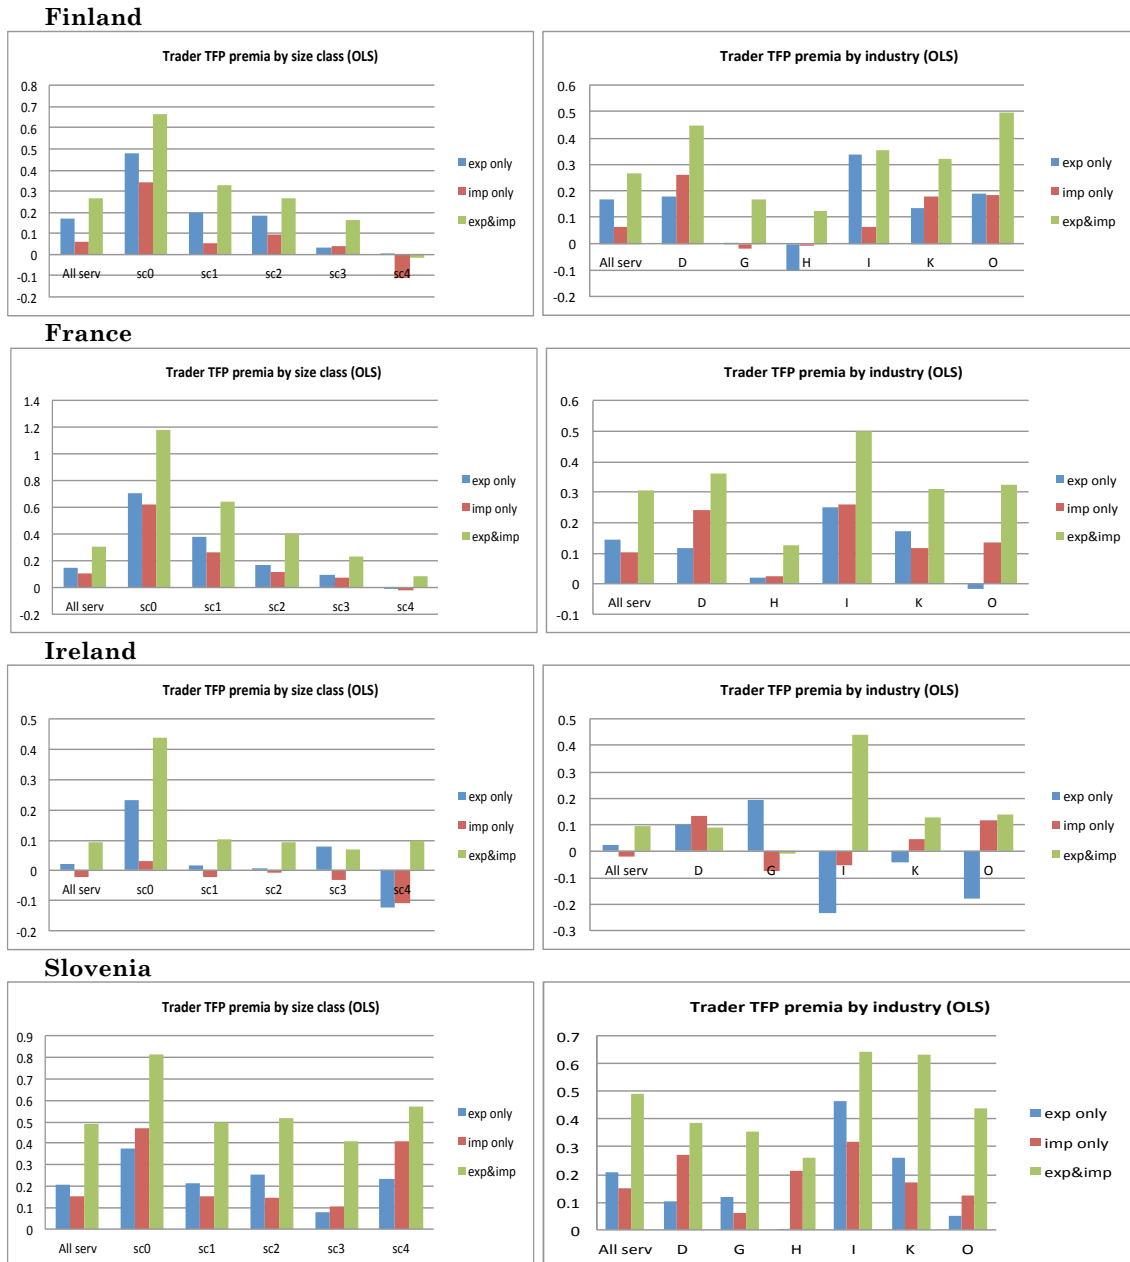 Finland
Trader TFP premia by size class (OLS)
0.8
0.7
0.6
0.5
0.4
0.3
0.2
0.1
0
-0.1
-0.2
All serv sc0 sc1 sc2 sc3 sc4
exp only
imp only
exp&imp
Trader TFP premia by industry (OLS)
0.6
0.5
0.4
0.3
0.2
0.1
0
-0.1
-0.2
All serv D G H I K O
exp only
imp only
exp&imp
France
Trader TFP premia by size class (OLS)
1.4
1.2
1
0.8
0.6
0.4
0.2
0
-0.2
All serv sc0 sc1 sc2 sc3 sc4
exp only
imp only
exp&imp
Trader TFP premia by industry (OLS)
0.6
0.5
0.4
0.3
0.2
0.1
0
-0.1
All serv D H I K O
exp only
imp only
exp&imp
Ireland
Trader TFP premia by size class (OLS)
0.5
0.4
0.3
0.2
0.1
0
-0.1
-0.2
All serv sc0 sc1 sc2 sc3 sc4
exp only
imp only
exp&imp
Trader TFP premia by industry (OLS)
0.5
0.4
0.3
0.2
0.1
0
-0.1
-0.2
-0.3
All serv D G I K O
exp only
imp only
exp&imp
Slovenia
Trader TFP premia by size class (OLS)
0.9
0.8
0.7
0.6
0.5
0.4
0.3
0.2
0.1
0
All serv sc0 sc1 sc2 sc3 sc4
exp only
imp only
exp&imp
Trader TFP premia by industry (OLS)
0.7
0.6
0.5
0.4
0.3
0.2
0.1
0
All serv D G H I K O
exp only
imp only
exp&imp